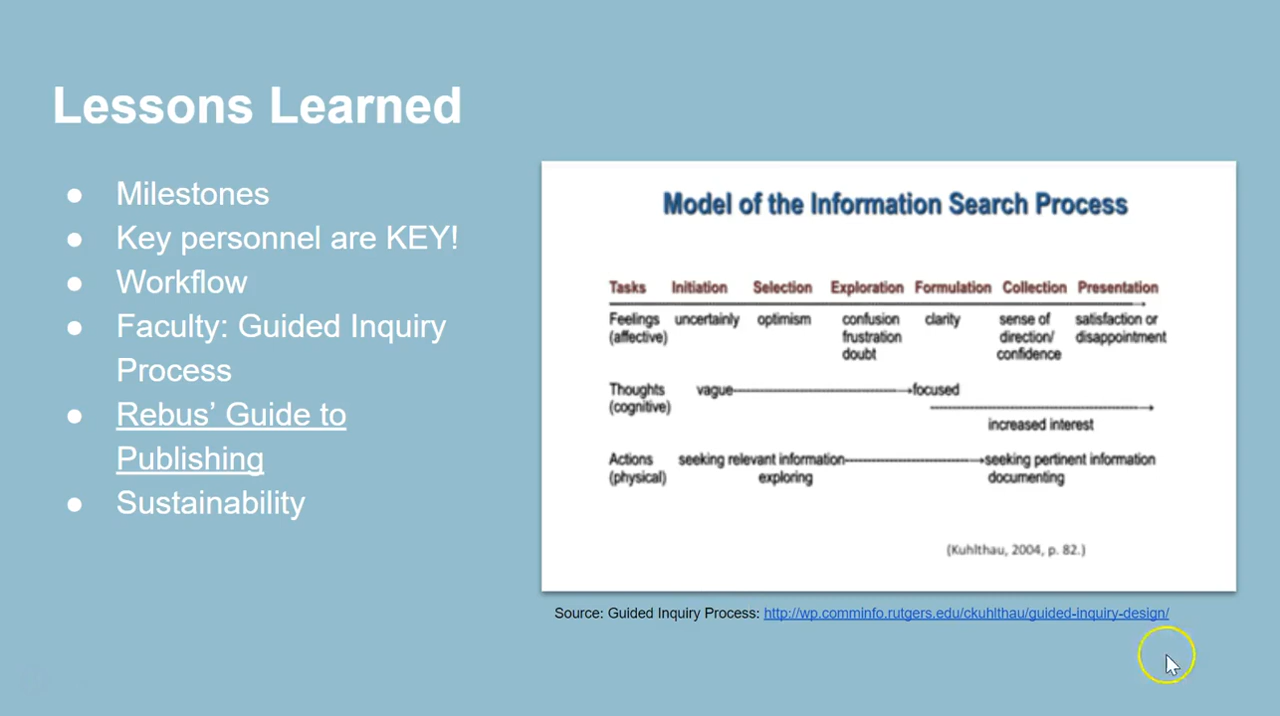 Lessons Learned
● Milestones
● Key personnel are KEY!
● Workflow
● Faculty: Guided Inquiry
Process
● Rebus’ Guide to
Publishing
● Sustainability
Model of the Information Search Process
Tasks Initiation Selection Exploration Formulation Collection Presentation
Feelings uncertainly optimism confusion clarity sense of satisfaction or
(affective) frustration direction/ disappointment
doubt confidence
Thoughts vague focused
(cognitive)
increased interest
Actions seeking relevant information seeking pertinent information
(physical) exploring documenting
(Kuhlthau, 2004, p. 82.)
Source: Guided Inquiry Process: http://wp.comminfo.rutgers.edu/ckuhlthau/guided-inquiry-design/